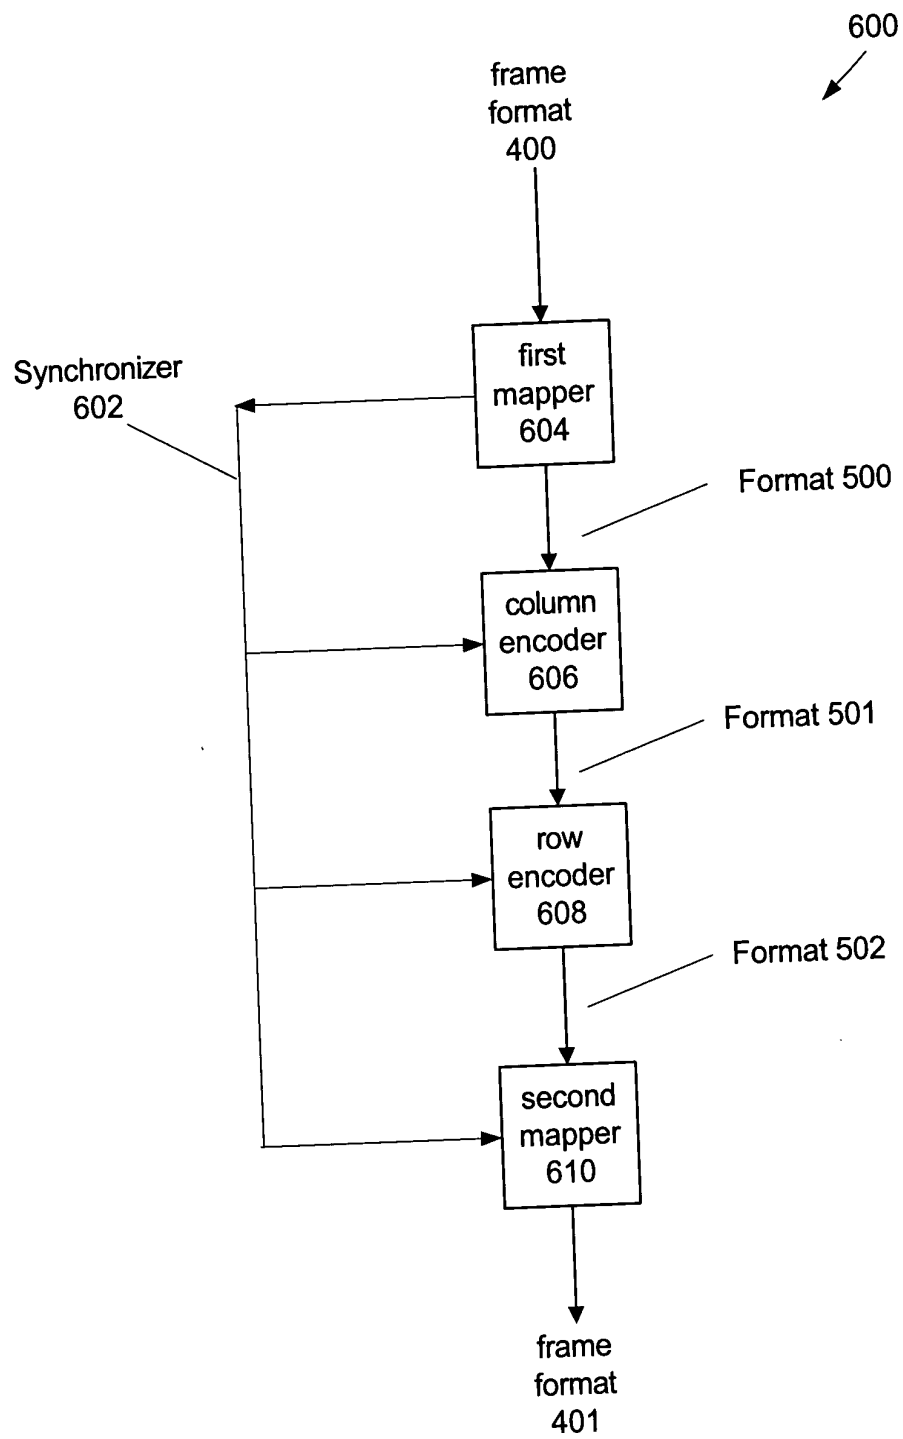 600
frame
format
400
first
mapper
604
Synchronizer
602
Format 500
column
encoder
606
Format 501
row
encoder
608
Format 502
second
mapper
610
frame
format
401